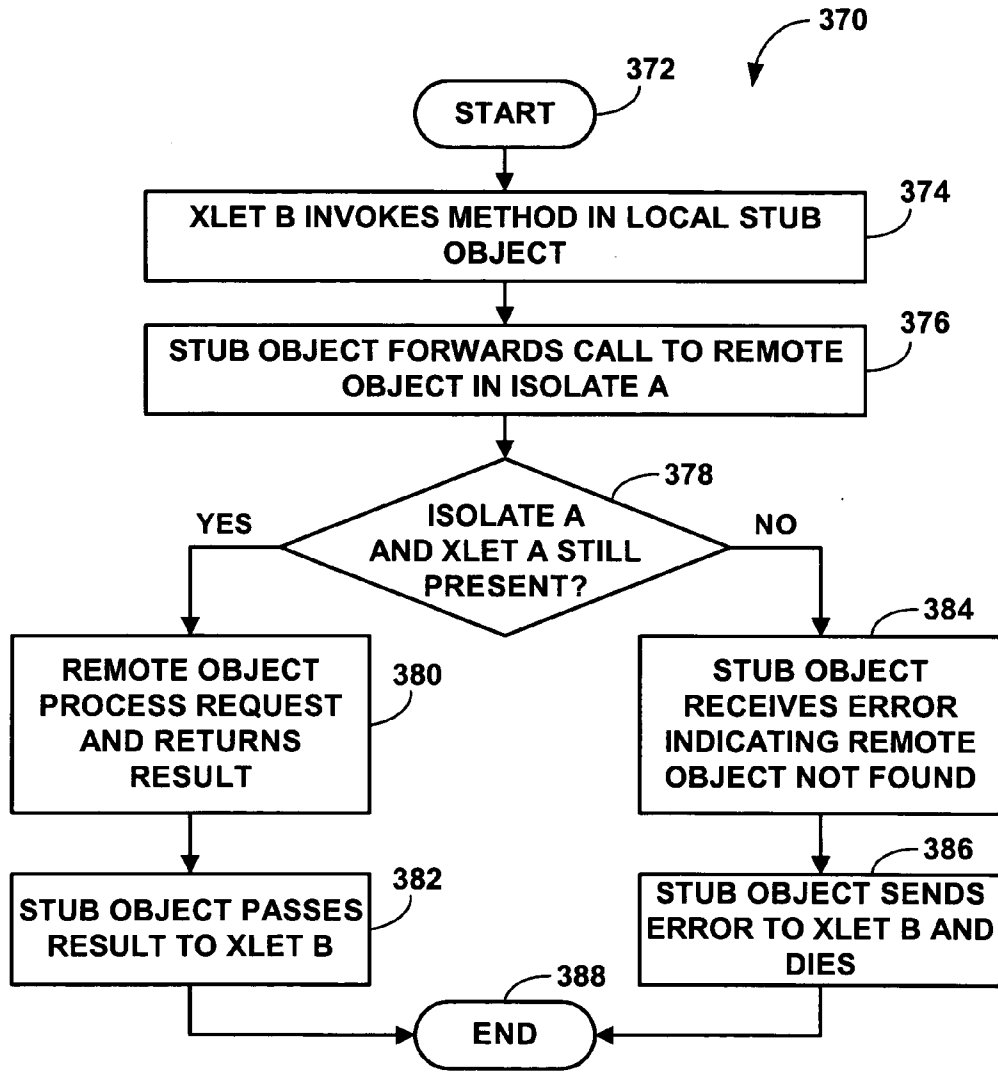 370
372
START
374
XLET B INVOKES METHOD IN LOCAL STUB
OBJECT
376
STUB OBJECT FORWARDS CALL TO REMOTE
OBJECT IN ISOLATE A
378
ISOLATE A
AND XLET A STILL
PRESENT?
YES
NO
380
REMOTE OBJECT
PROCESS REQUEST
AND RETURNS
RESULT
384
STUB OBJECT
RECEIVES ERROR
INDICATING REMOTE
OBJECT NOT FOUND
382
STUB OBJECT PASSES
RESULT TO XLET B
386
STUB OBJECT SENDS
ERROR TO XLET B AND
DIES
388
END